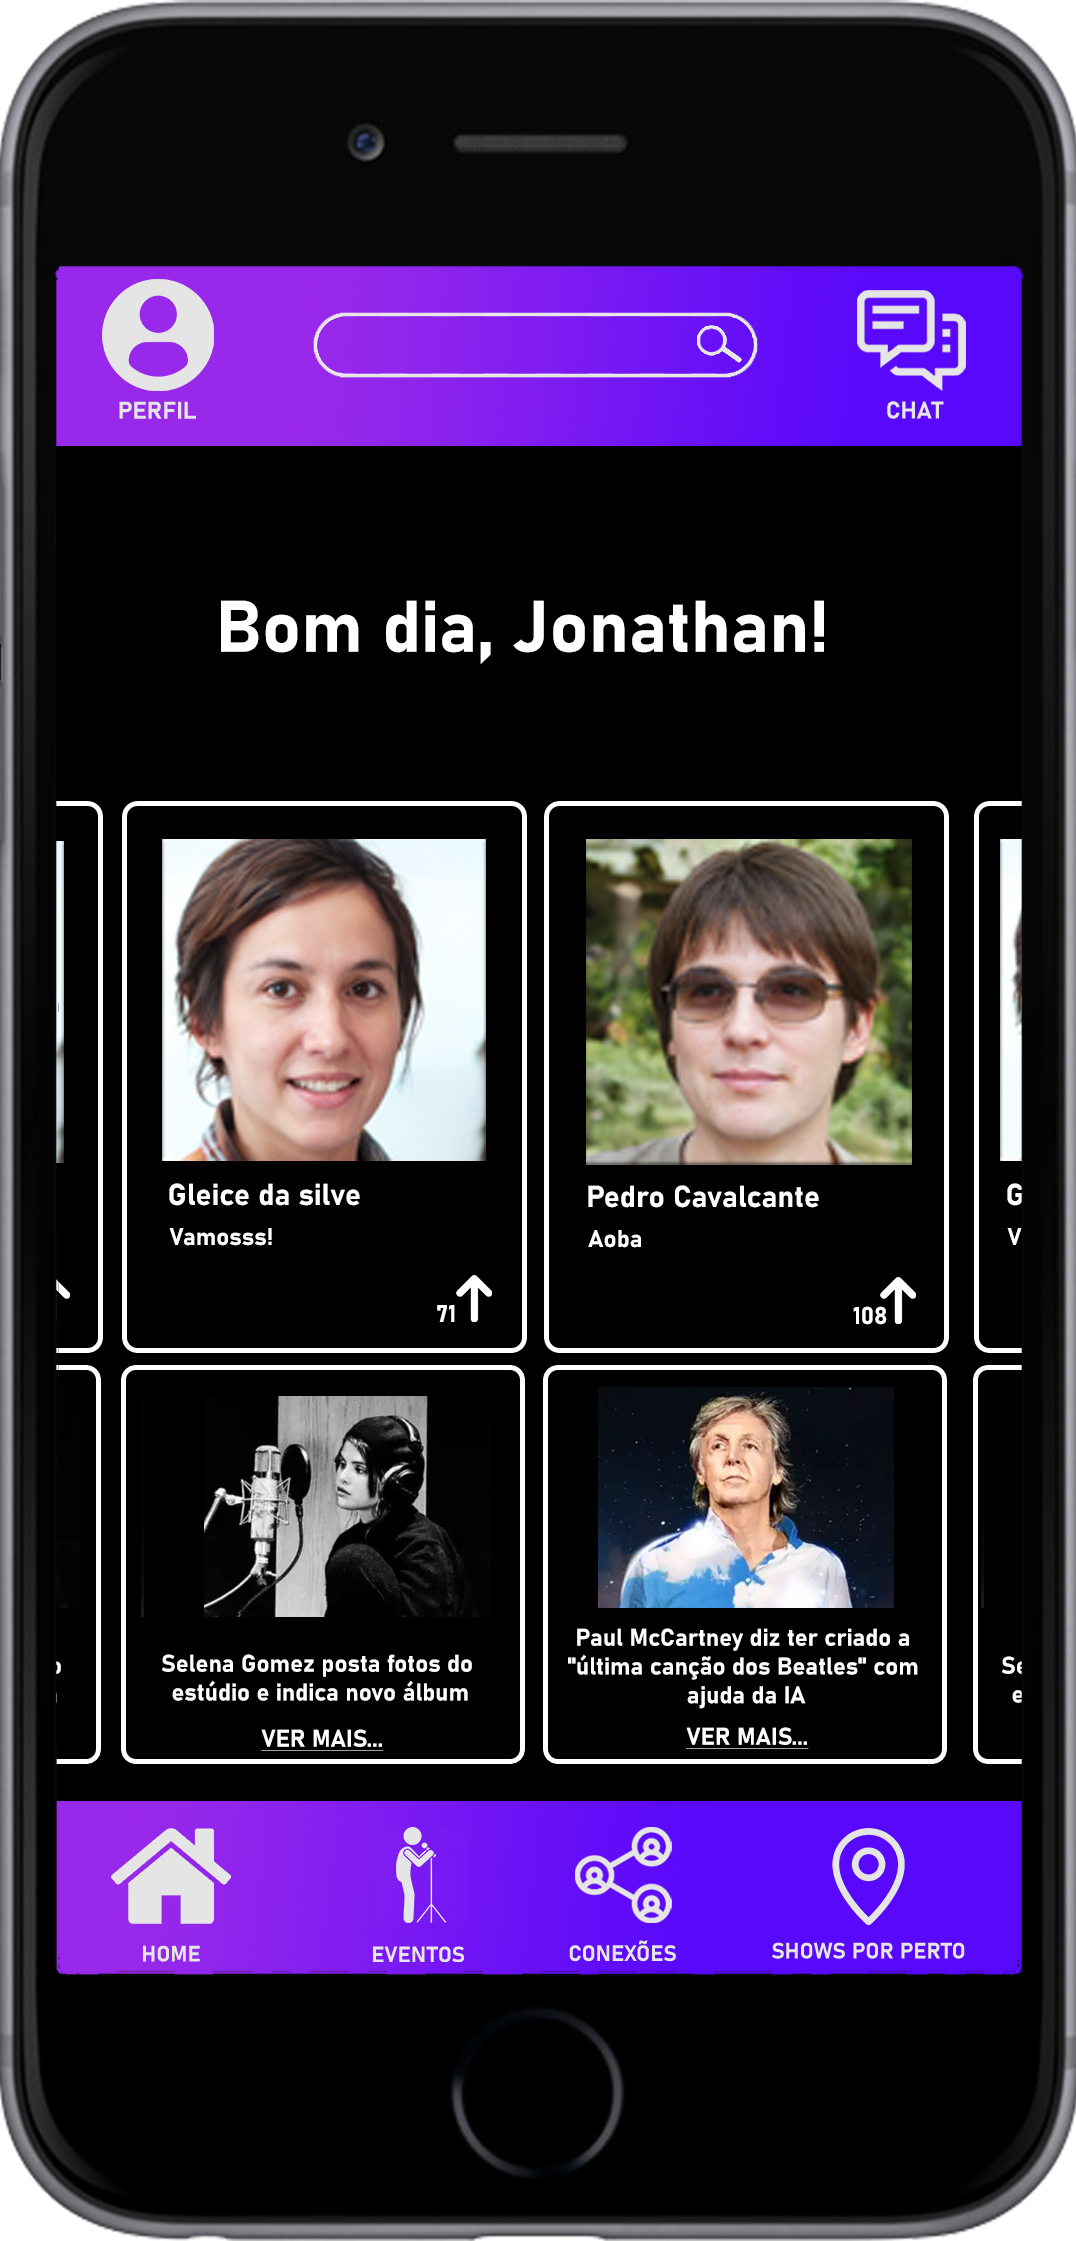 PERFIL
CHAT
Bom dia, Jonathan!
Gleice da silve
Vamosss!
71
Pedro Cavalcante
Aoba
108
G
V
Selena Gomez posta fotos do
estúdio e indica novo álbum
VER MAIS...
Paul McCartney diz ter criado a
"última canção dos Beatles" com
ajuda da IA
VER MAIS...
Se
e
HOME
EVENTOS
CONEXÕES
SHOWS POR PERTO